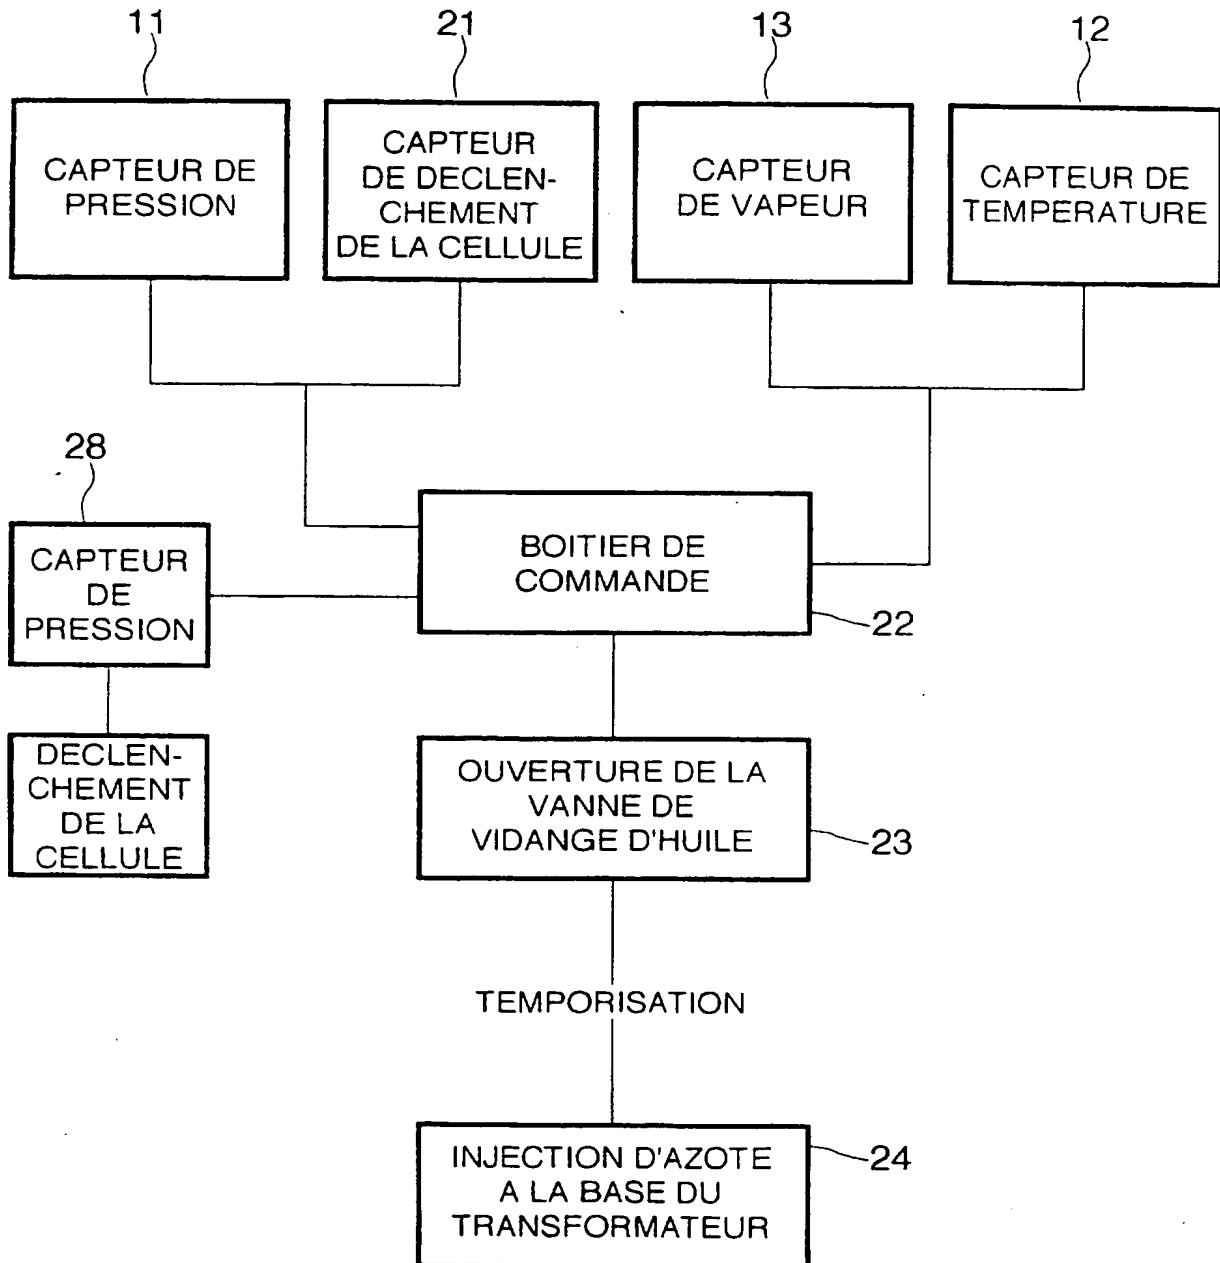 11
21
13
12
CAPTEUR DE
PRESSION
CAPTEUR
DE DECLEN-
CHEMENT
DE LA CELLULE
CAPTEUR
DE VAPEUR
CAPTEUR DE
TEMPERATURE
28
CAPTEUR
DE
PRESSION
BOITIER DE
COMMANDE
22
DECLEN-
CHEMENT
DE LA
CELLULE
OUVERTURE DE LA
VANNE DE
VIDANGE D'HUILE
23
TEMPORISATION
INJECTION D'AZOTE
A LA BASE DU
TRANSFORMATEUR
24